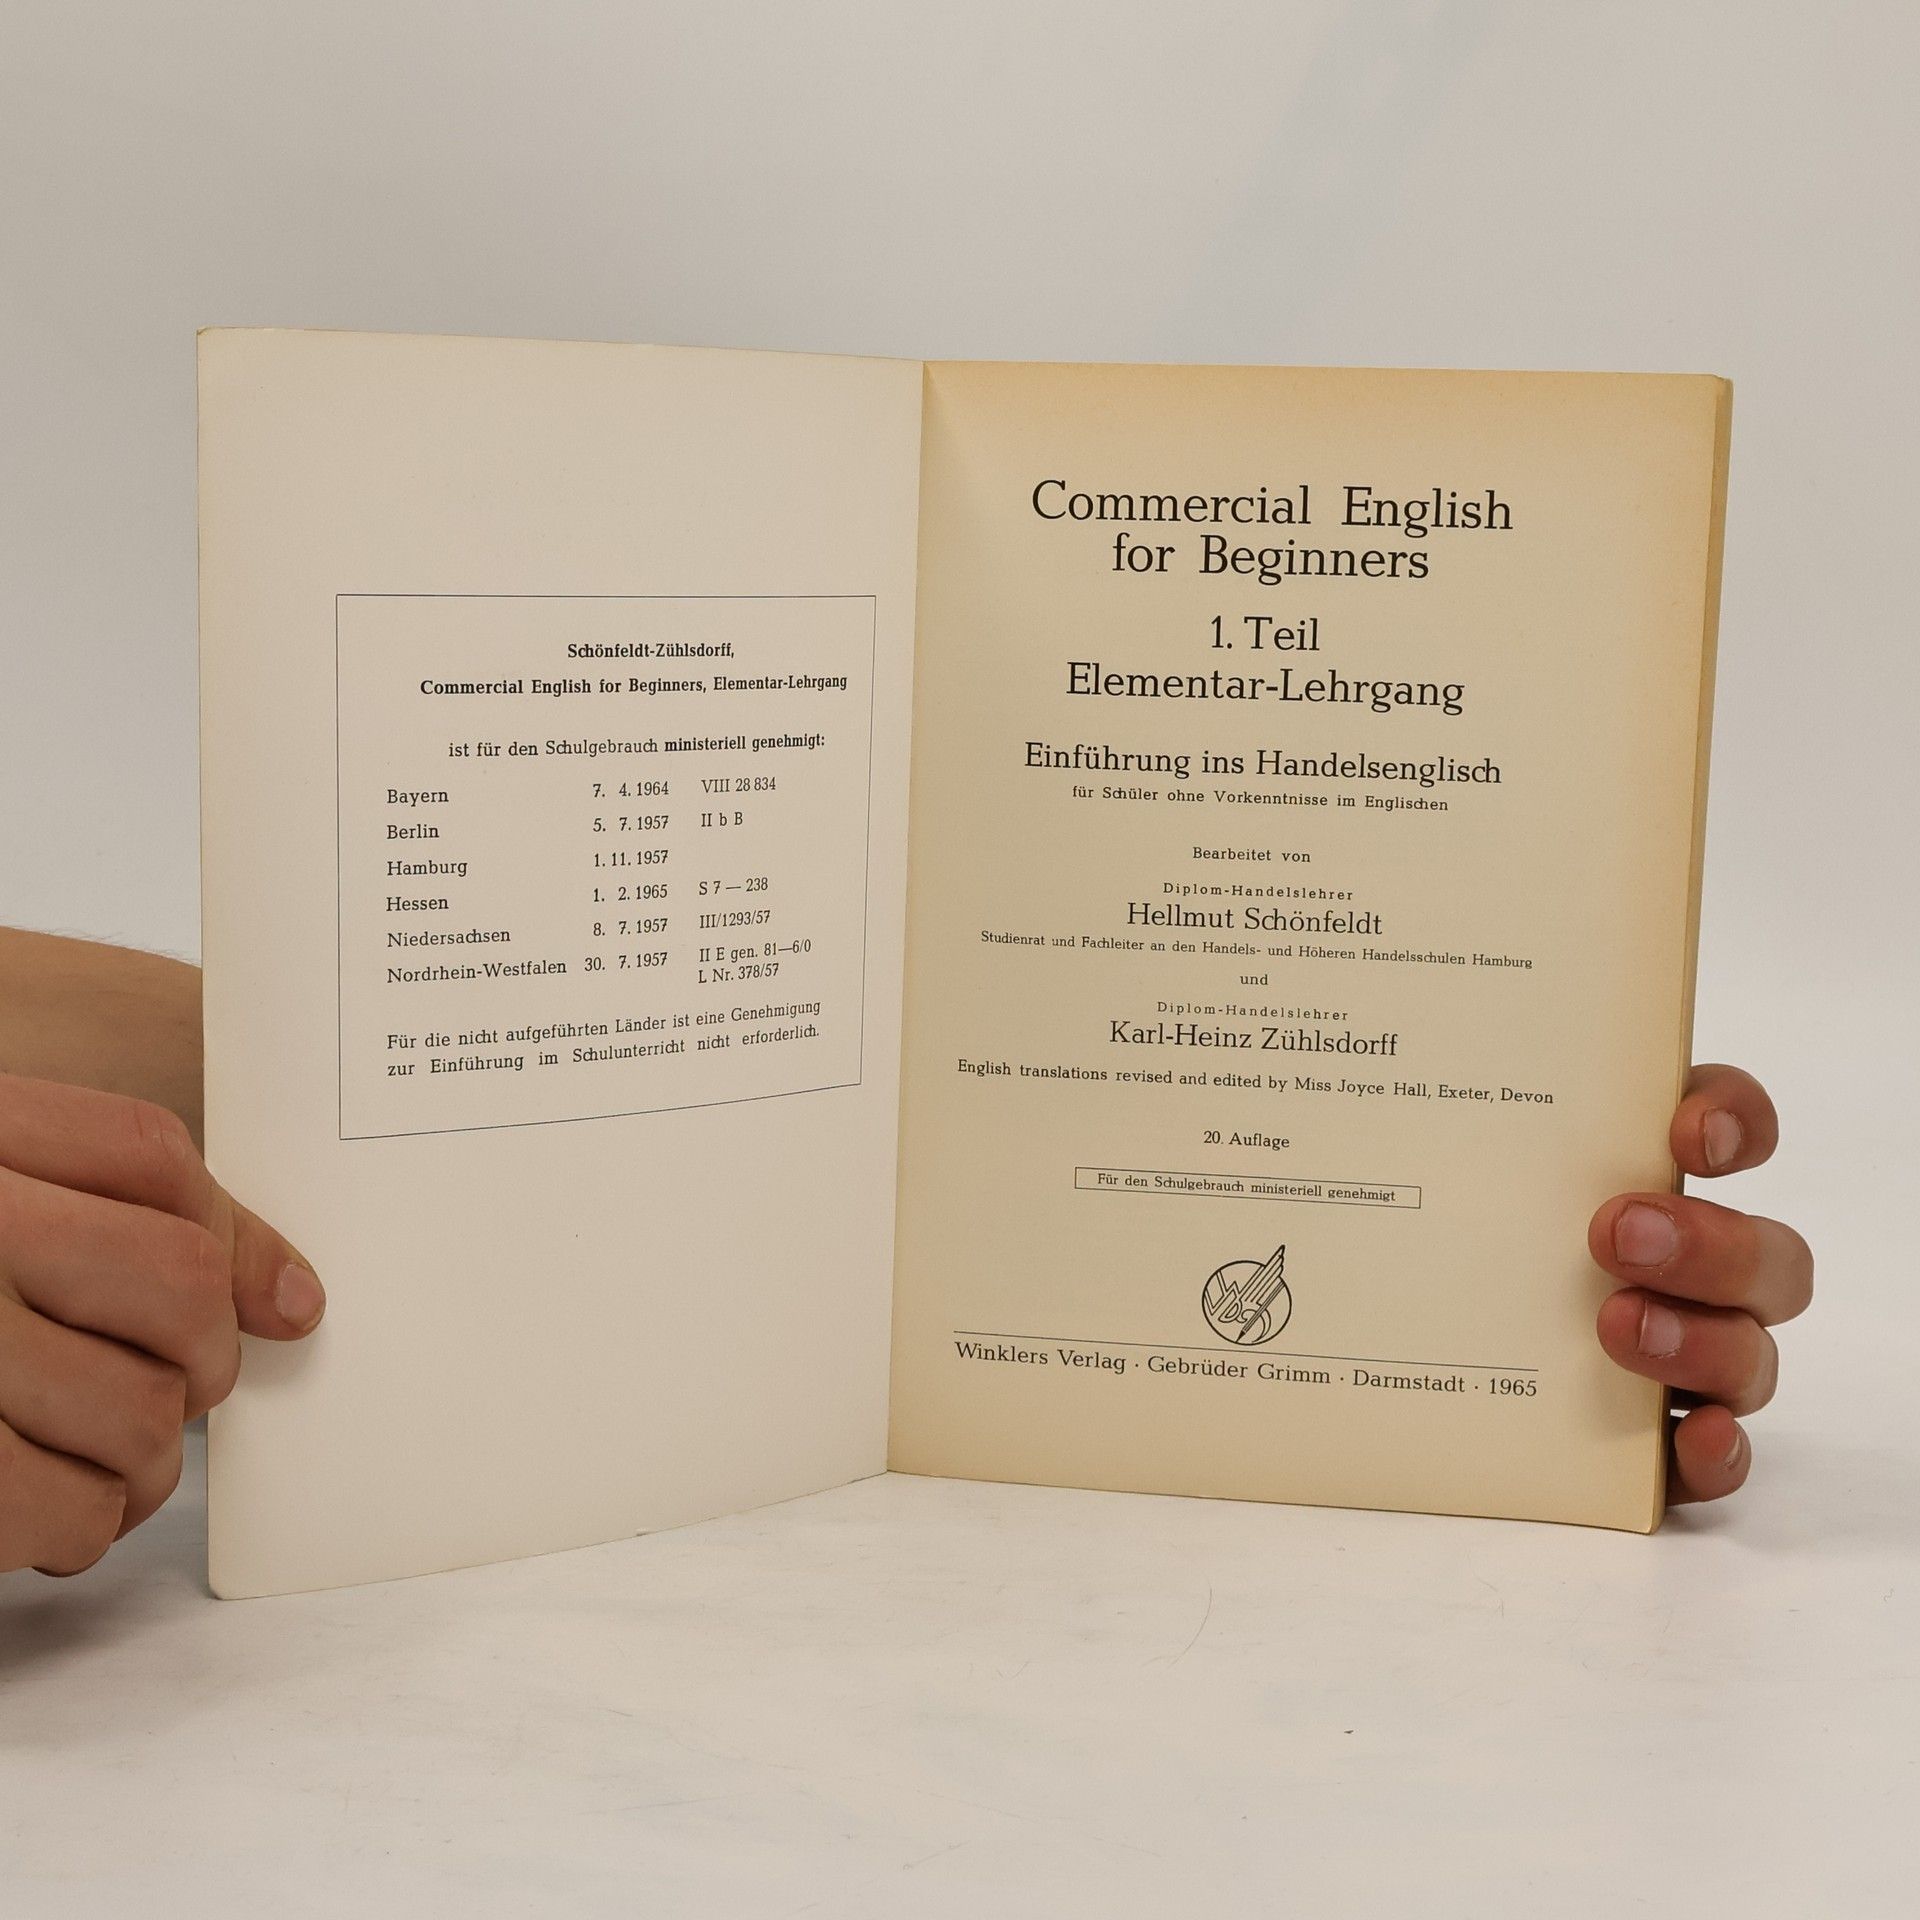 Schönfeldt-Zühlsdorff,
Commercial English for Beginners, Elementar-Lehrgang
ist für den Schulgebrauch ministeriell genehmigt:
Bayern 7. 4. 1964 VIII 28 834
Berlin 5. 7. 1957 II b B
Hamburg 1. 11. 1957
Hessen 1. 2. 1965 S 7 — 238
Niedersachsen 8. 7. 1957 III/1293/57
Nordrhein-Westfalen 30. 7. 1957 II E gen. 81—6/0
L Nr. 378/57
Für die nicht aufgeführten Länder ist eine Genehmigung
zur Einführung im Schulunterricht nicht erforderlich.
Commercial English
for Beginners
1. Teil
Elementar-Lehrgang
Einführung ins Handelsenglisch
für Schüler ohne Vorkenntnisse im Englischen
Bearbeitet von
Diplom-Handelslehrer
Hellmut Schönfeldt
Studienrat und Fachleiter an den Handels- und Höheren Handelsschulen Hamburg
und
Diplom-Handelslehrer
Karl-Heinz Zühlsdorff
English translations revised and edited by Miss Joyce Hall, Exeter, Devon
20. Auflage
Für den Schulgebrauch ministeriell genehmigt
Winklers Verlag · Gebrüder Grimm · Darmstadt · 1965